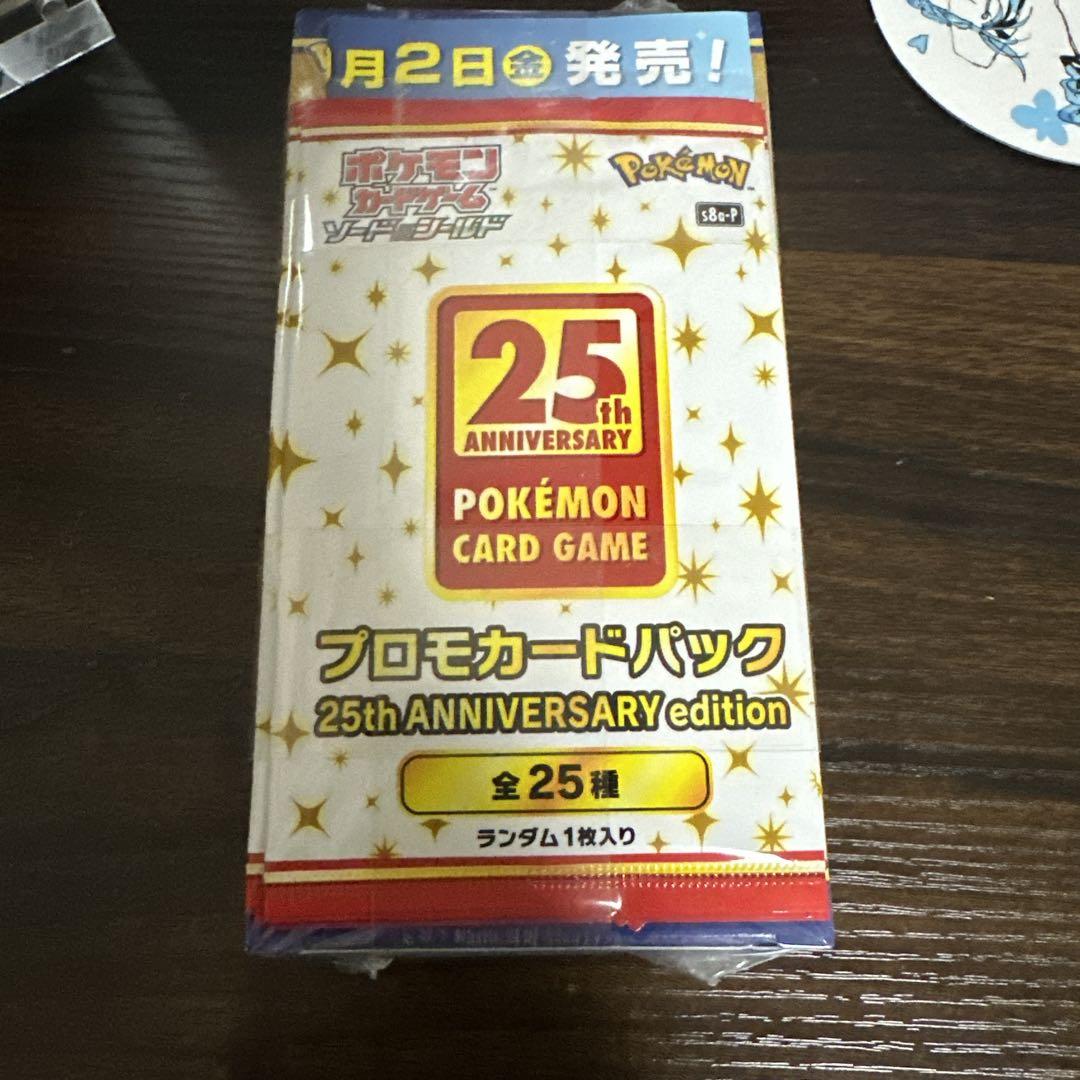 月2日金 発売！
ポケモン
カードゲーム
ソード&シールド
POKéMON
s8a-P
25th
ANNIVERSARY
POKÉMON
CARD GAME
プロモカードパック
25th ANNIVERSARY edition
全25種
ランダム1枚入り